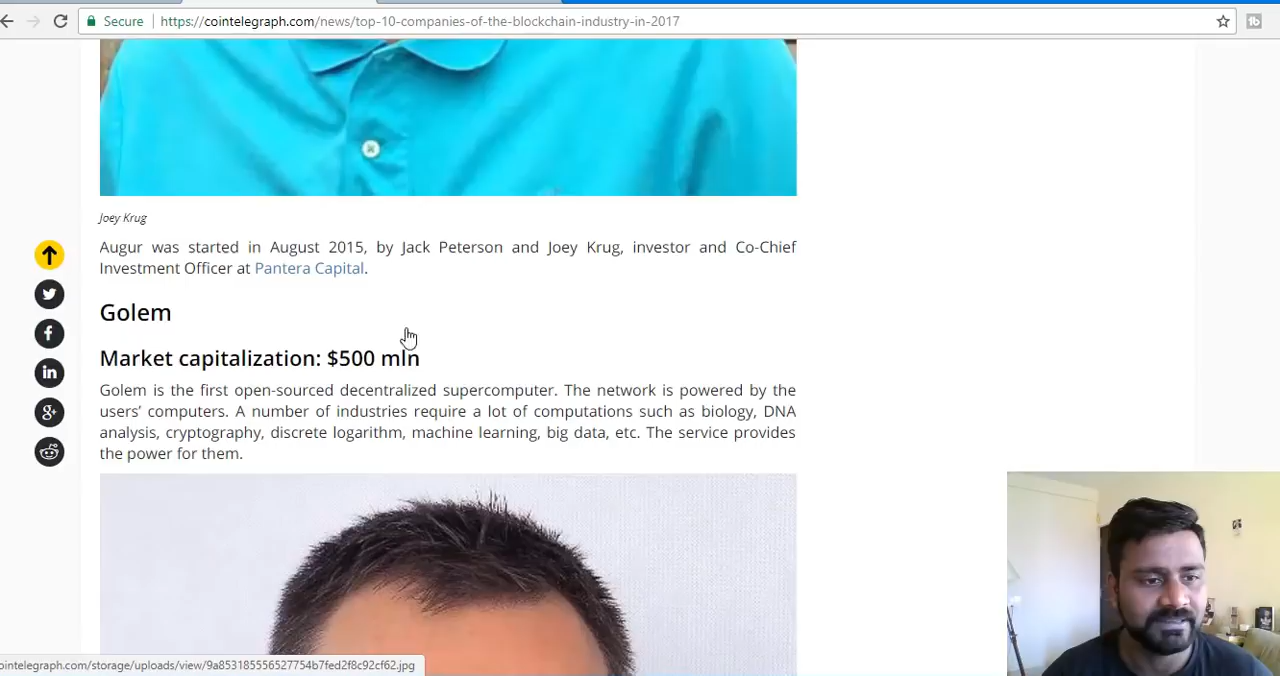 Secure
https://cointelegraph.com/news/top-10-companies-of-the-blockchain-industry-in-2017
Joey Krug
Augur was started in August 2015, by Jack Peterson and Joey Krug, investor and Co-Chief
Investment Officer at Pantera Capital.
Golem
Market capitalization: $500 mln
Golem is the first open-sourced decentralized supercomputer. The network is powered by the
users' computers. A number of industries require a lot of computations such as biology, DNA
analysis, cryptography, discrete logarithm, machine learning, big data, etc. The service provides
the power for them.
ointelegraph.com/storage/uploads/view/9a853185556527754b7fed2f8c92cf62.jpg